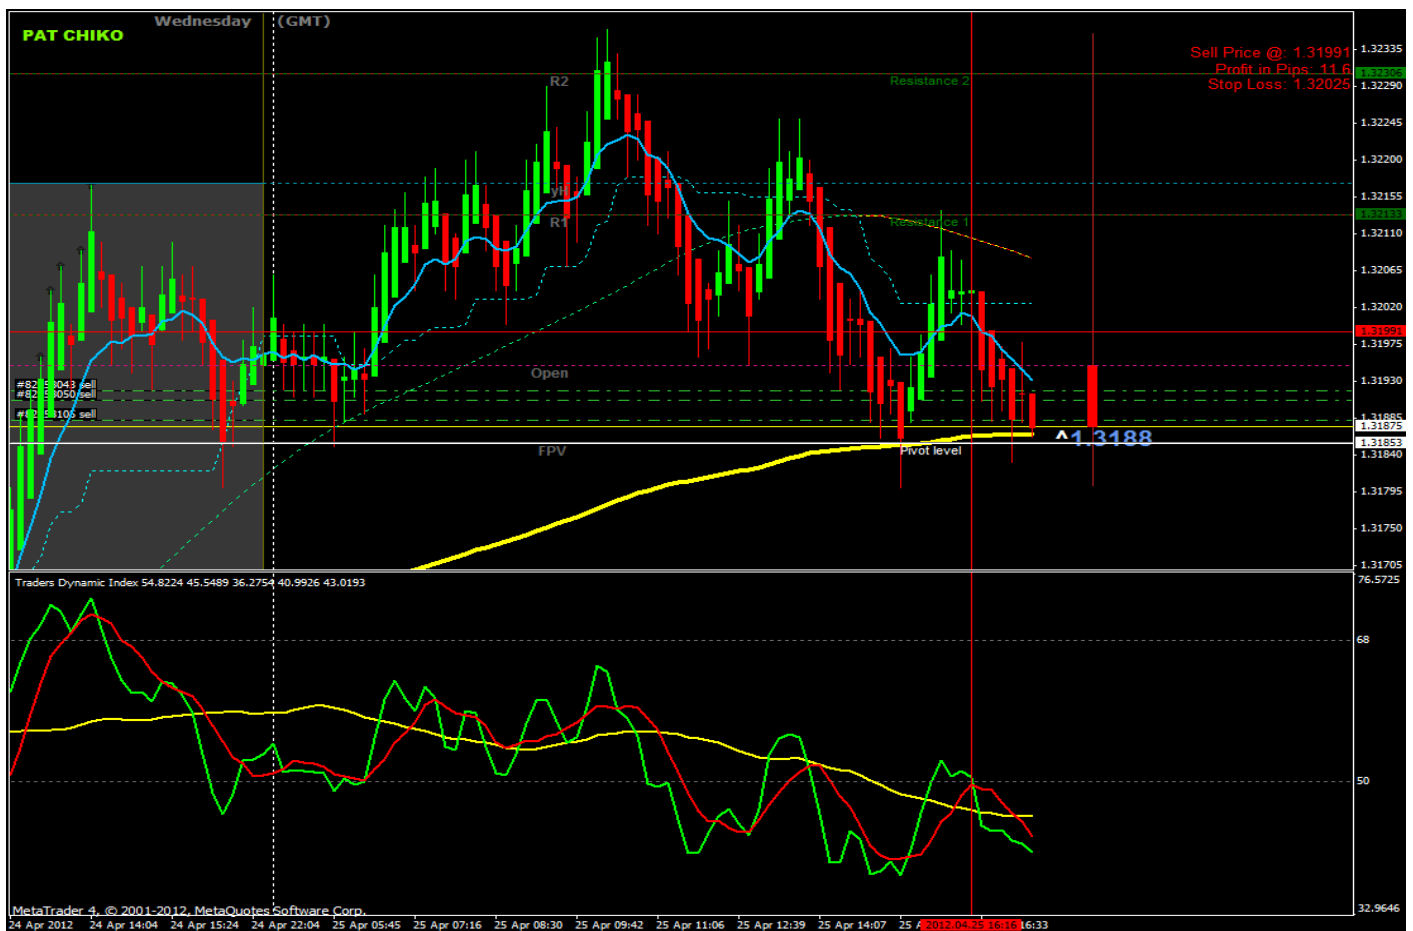 Wednesday (GMT)
PAT CHIKO
Sell Price @: 1.31991
Profit in Pips: 11.6
Stop Loss: 1.32025
R2
Resistance 2
yH
R1
Resistance 1
Open
sell
sell
sell
^1.3188
FPV
Pivot level
1.32335
1.32306
1.32290
1.32245
1.32200
1.32155
1.32133
1.32110
1.32065
1.32020
1.31991
1.31975
1.31930
1.31885
1.31875
1.31853
1.31840
1.31795
1.31750
1.31705
Traders Dynamic Index 54.8224 45.5489 36.2754 40.9926 43.0193
76.5725
68
50
32.9646
MetaTrader 4, © 2001-2012, MetaQuotes Software Corp.
24 Apr 2012 24 Apr 14:04 24 Apr 15:24 24 Apr 22:04 25 Apr 05:45 25 Apr 07:16 25 Apr 08:30 25 Apr 09:42 25 Apr 11:06 25 Apr 12:39 25 Apr 14:07 25 A 2012.04.25 16:16 16:33